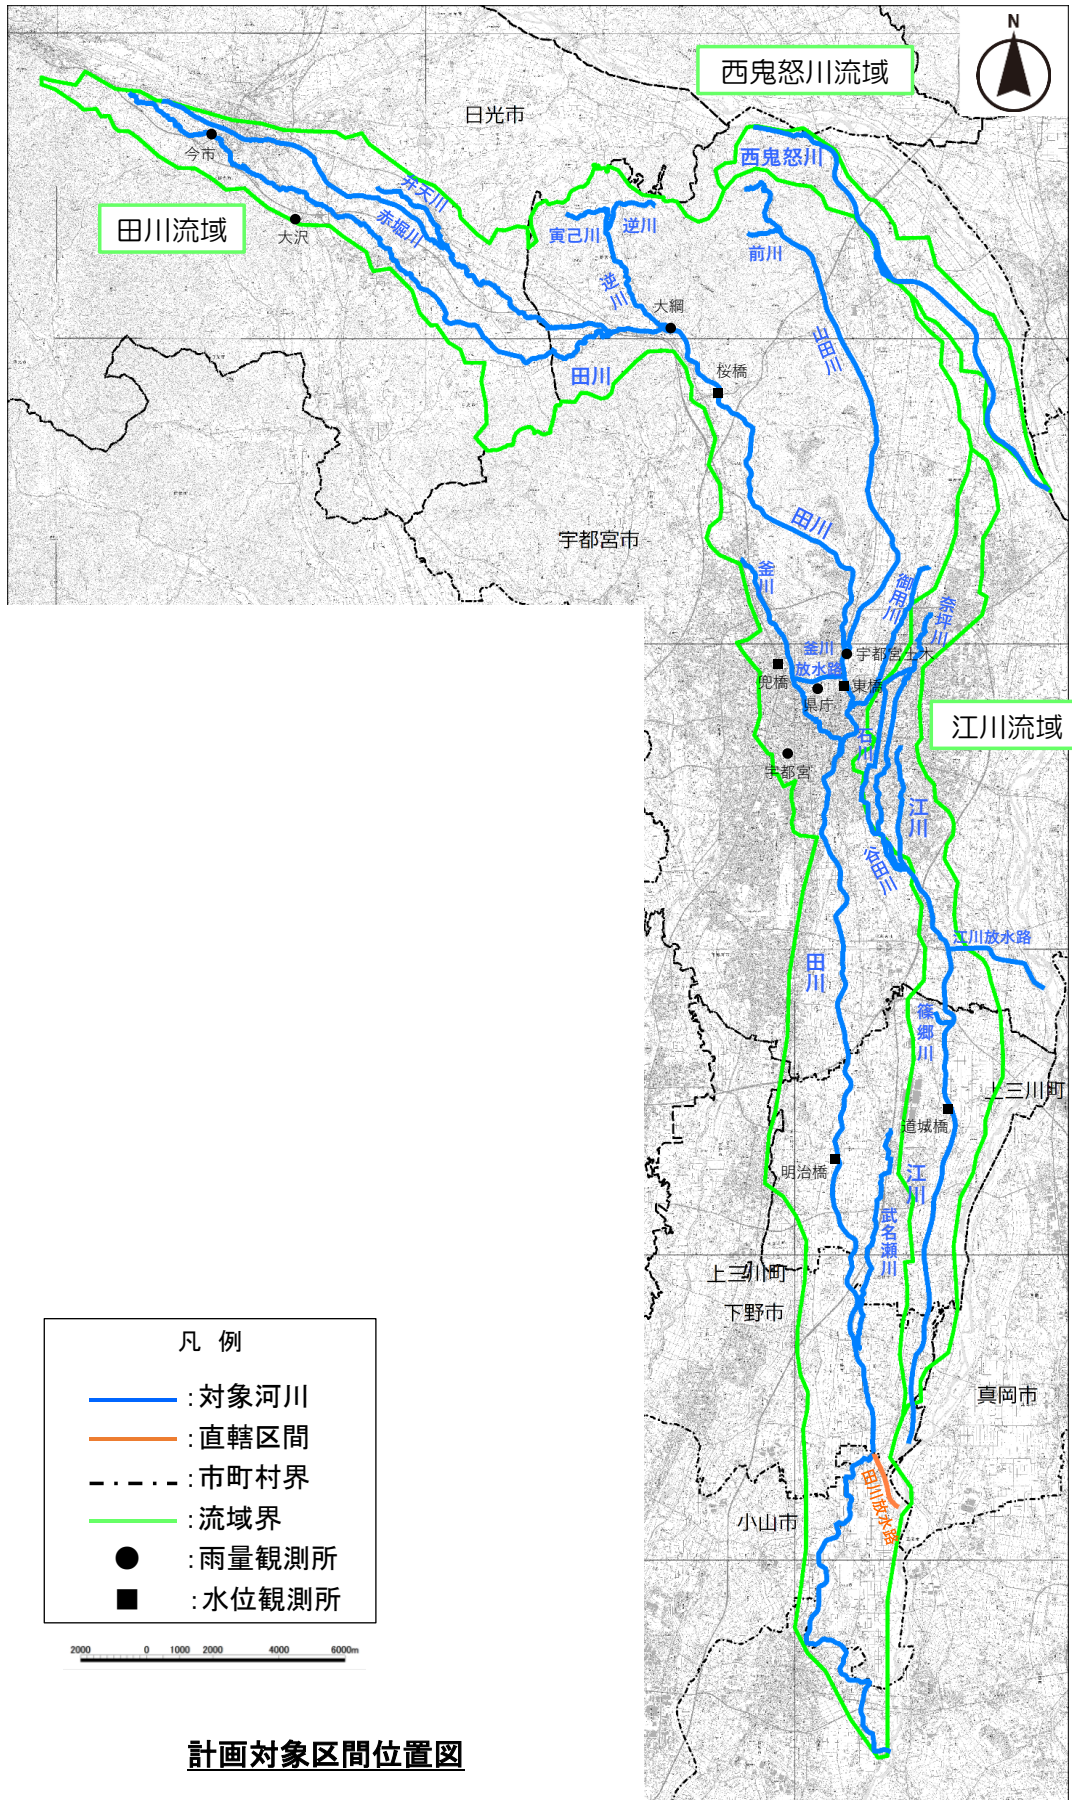 N
西鬼怒川流域
日光市
西鬼怒川
今市
弁天川
田川流域
大沢
赤堀川
寅己川
逆川
前川
逆川
大網
山田川
田川
桜橋
田川
宇都宮市
釜川
御用川
奈坪川
釜川
放水路
宇都宮土木
兜橋
県庁
東橋
江川流域
石川
宇都宮
江川
谷田川
江川放水路
田川
篠郷川
上三川町
道城橋
明治橋
江川
武名瀬川
上三川町
下野市
凡 例
：対象河川
：直轄区間
：市町村界
：流域界
：雨量観測所
：水位観測所
真岡市
田川放水路
小山市
2000 0 1000 2000 4000 6000m
計画対象区間位置図